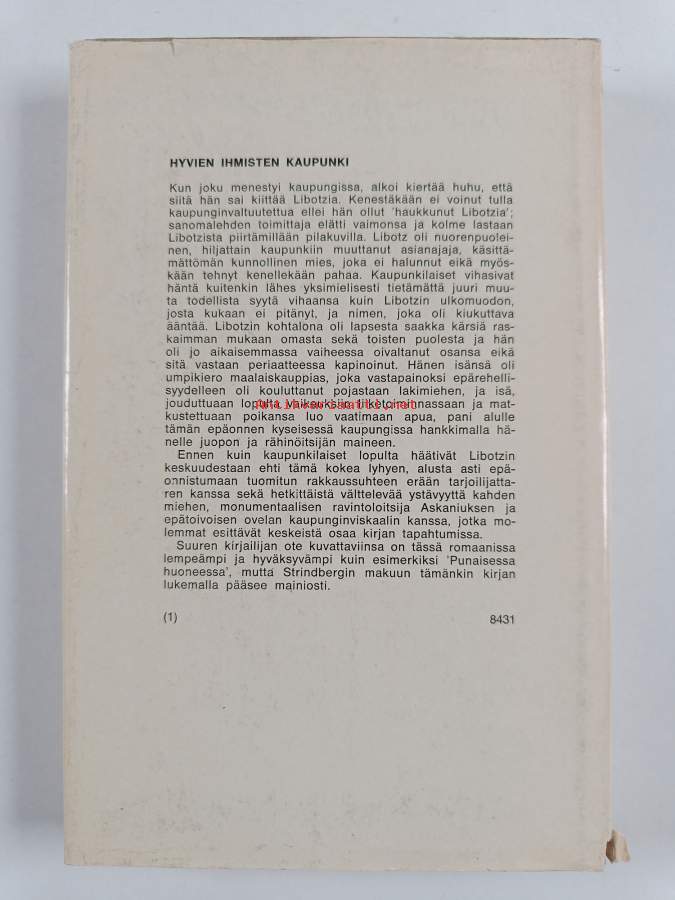 HYVIEN IHMISTEN KAUPUNKI
Kun joku menestyi kaupungissa, alkoi kiertää huhu, että
siitä hän sai kiittää Libotzia. Kenestäkään ei voinut tulla
kaupunginvaltuutettua ellei hän ollut 'haukkunut Libotzia';
sanomalehden toimittaja elätti vaimonsa ja kolme lastaan
Libotzista piirtämillään pilakuvilla. Libotz oli nuorenpuolei-
nen, hiljattain kaupunkiin muuttanut asianajaja, käsittä-
mättömän kunnollinen mies, joka ei halunnut eikä myös-
kään tehnyt kenellekään pahaa. Kaupunkilaiset vihasivat
häntä kuitenkin lähes yksimielisesti tietämättä juuri muu-
ta todellista syytä vihaansa kuin Libotzin ulkomuodon,
josta kukaan ei pitänyt, ja nimen, joka oli kiukuttava
ääntää. Libotzin kohtalona oli lapsesta saakka kärsiä ras-
kaimman mukaan omasta sekä toisten puolesta ja hän
oli jo aikaisemmassa vaiheessa oivaltanut osansa eikä
sitä vastaan periaatteessa kapinoinut. Hänen isänsä oli
umpikiero maalaiskauppias, joka vastapainoksi epärehelli-
syydelleen oli kouluttanut pojastaan lakimiehen, ja isä,
jouduttuaan lopulta vaikeuksiin liiketoiminnassaan ja mat-
Antikvariaatti.net
kustettuaan poikansa luo vaatimaan apua, pani alulle
tämän epäonnen kyseisessä kaupungissa hankkimalla hä-
nelle juopon ja rähinöitsijän maineen.
Ennen kuin kaupunkilaiset lopulta häätivät Libotzin
keskuudestaan ehti tämä kokea lyhyen, alusta asti epä-
onnistumaan tuomitun rakkaussuhteen erään tarjoilijatta-
ren kanssa sekä hetkittäistä välttelevää ystävyyttä kahden
miehen, monumentaalisen ravintoloitsija Askaniuksen ja
epätoivoisen ovelan kaupunginviskaalin kanssa, jotka mo-
lemmat esittävät keskeistä osaa kirjan tapahtumissa.
Suuren kirjailijan ote kuvattaviinsa on tässä romaanissa
lempeämpi ja hyväksyvämpi kuin esimerkiksi 'Punaisessa
huoneessa', mutta Strindbergin makuun tämänkin kirjan
lukemalla pääsee mainiosti.
(1) 8431